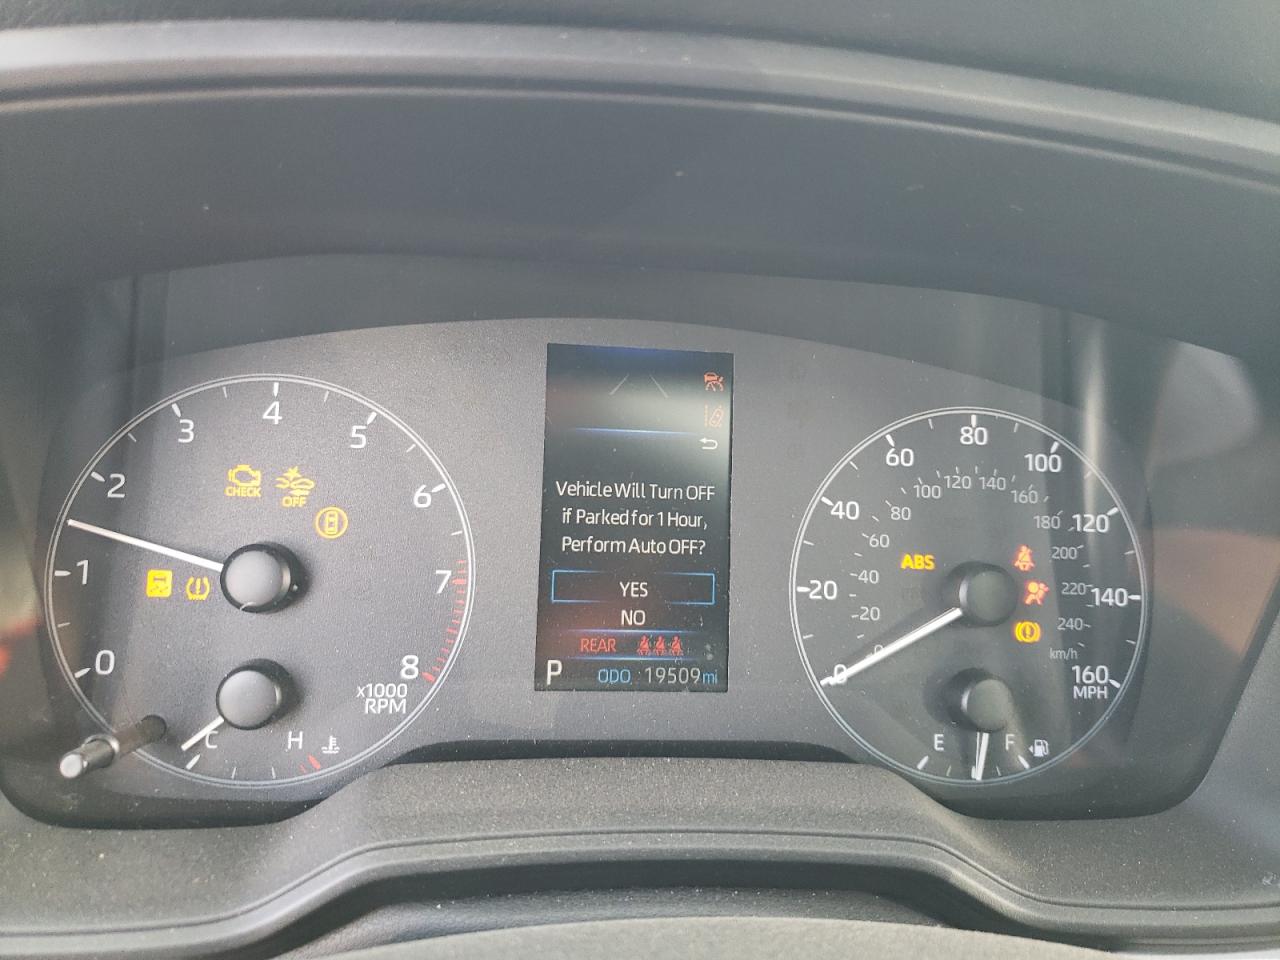 0
1
2
3
4
5
6
7
8
x1000
RPM
CHECK
OFF
C
H
Vehicle Will Turn OFF
if Parked for 1 Hour,
Perform Auto OFF?
YES
NO
REAR
P ODO 19509 mi
0
20
40
60
80
100
120
140
160
MPH
0
20
40
60
80
100
120
140
160
180
200
220
240
km/h
ABS
E
F